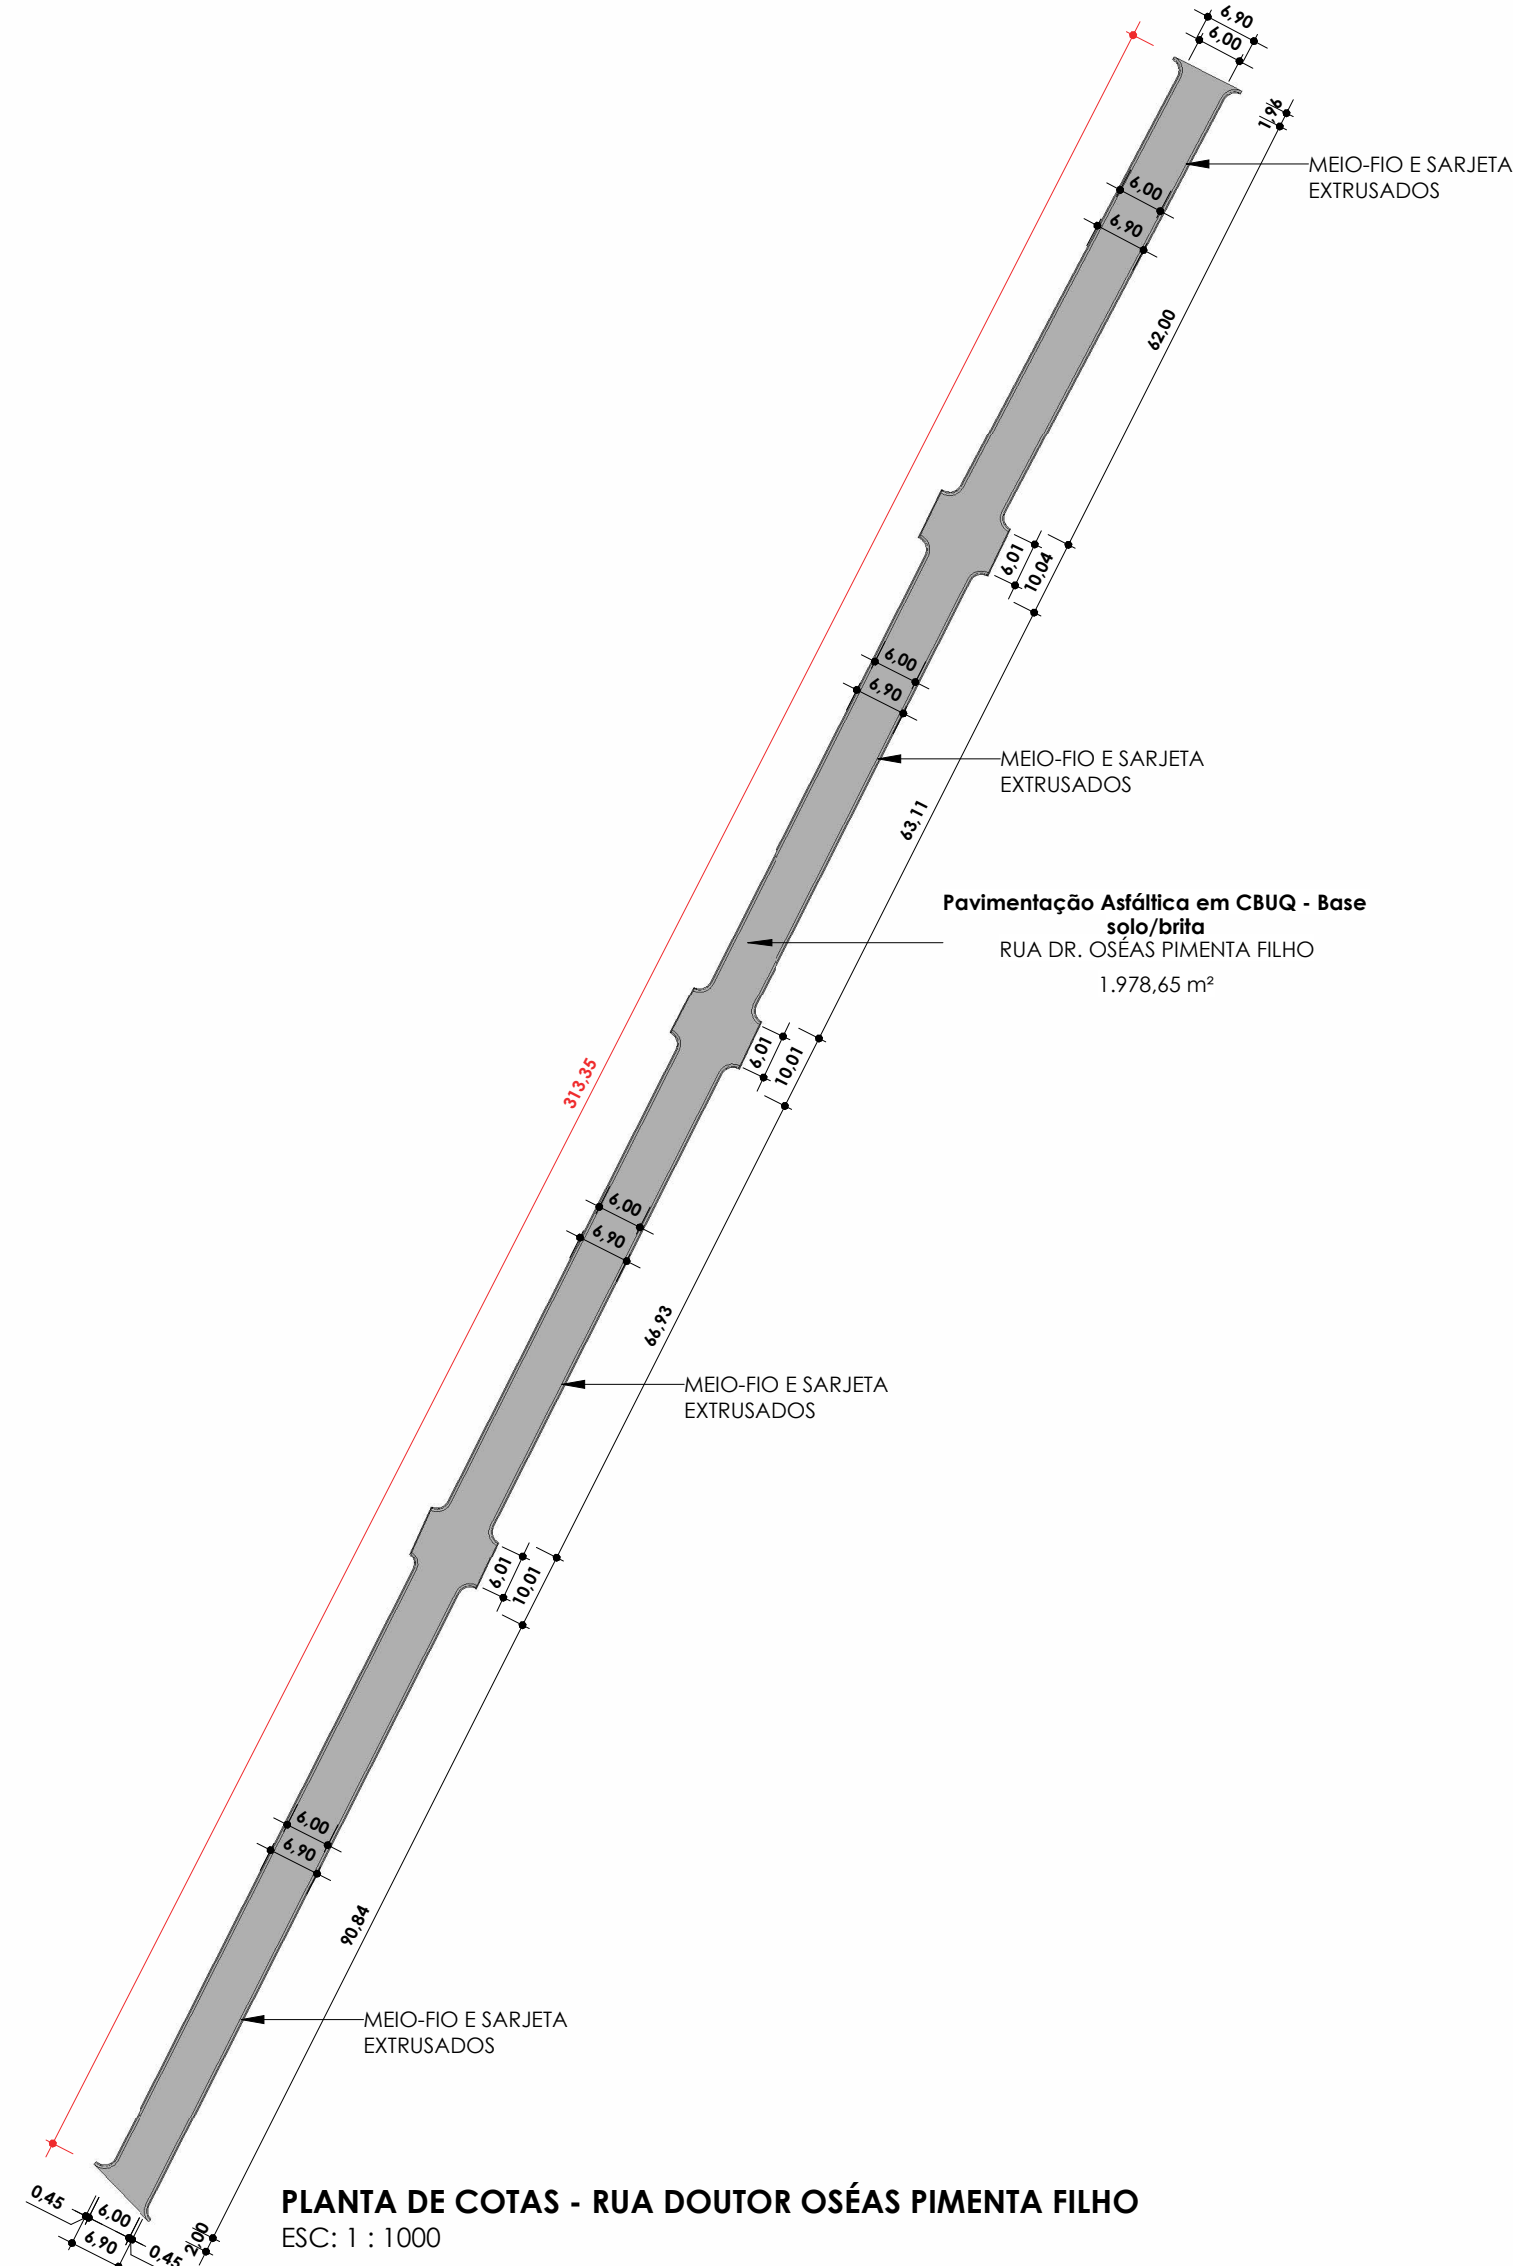 6,90
6,00
1,96
MEIO-FIO E SARJETA
EXTRUSADOS
6,00
6,90
62,00
6,01
10,04
6,00
6,90
MEIO-FIO E SARJETA
EXTRUSADOS
63,11
Pavimentação Asfáltica em CBUQ - Base
solo/brita
RUA DR. OSÉAS PIMENTA FILHO
1.978,65 m²
313,35
6,01
10,01
6,00
6,90
66,93
MEIO-FIO E SARJETA
EXTRUSADOS
6,01
10,01
6,00
6,90
90,84
MEIO-FIO E SARJETA
EXTRUSADOS
0,45
6,00
6,90
0,45
2,00
PLANTA DE COTAS - RUA DOUTOR OSÉAS PIMENTA FILHO
ESC: 1 : 1000